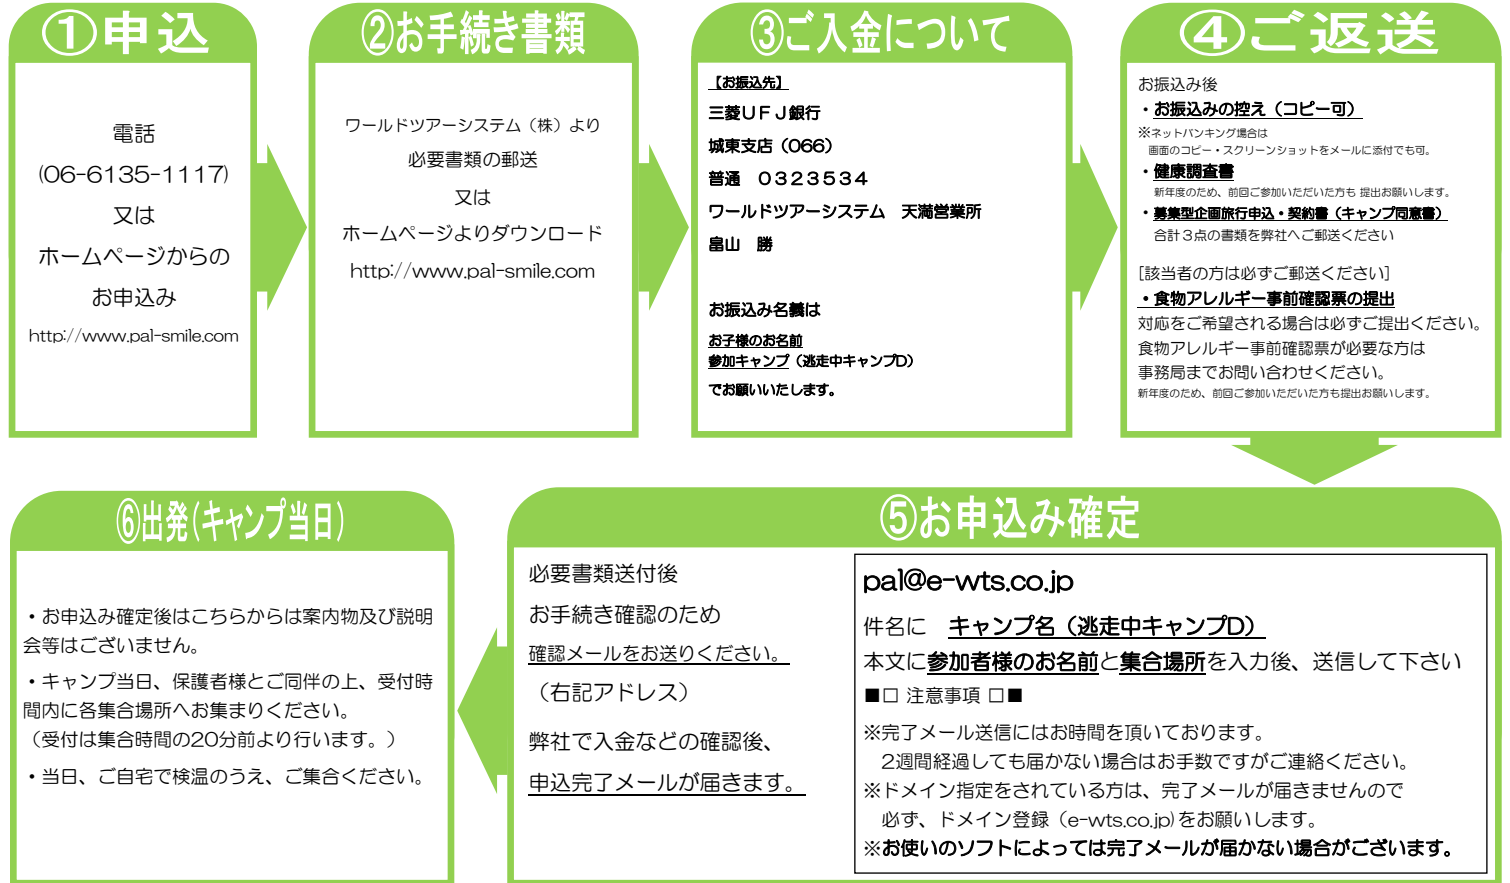 ①申込
電話
(06-6135-1117)
又は
ホームページからの
お申込み
http://www.pal-smile.com
②お手続き書類
ワールドツアーシステム（株）より
必要書類の郵送
又は
ホームページよりダウンロード
http://www.pal-smile.com
③ご入金について
【お振込先】
三菱ＵＦＪ銀行
城東支店（066）
普通　０３２３５３４
ワールドツアーシステム　天満営業所
畠山　勝
お振込み名義は
お子様のお名前
参加キャンプ（逃走中キャンプD）
でお願いいたします。
④ご返送
お振込み後
・お振込みの控え（コピー可）
※ネットバンキング場合は
画面のコピー・スクリーンショットをメールに添付でも可。
・健康調査書
新年度のため、前回ご参加いただいた方も 提出お願いします。
・募集型企画旅行申込・契約書（キャンプ同意書）
合計３点の書類を弊社へご郵送ください
[該当者の方は必ずご郵送ください]
・食物アレルギー事前確認票の提出
対応をご希望される場合は必ずご提出ください。
食物アレルギー事前確認票が必要な方は
事務局までお問い合わせください。
新年度のため、前回ご参加いただいた方も提出お願いします。
⑤お申込み確定
必要書類送付後
お手続き確認のため
確認メールをお送りください。
（右記アドレス）
弊社で入金などの確認後、
申込完了メールが届きます。
pal@e-wts.co.jp
件名に　キャンプ名（逃走中キャンプD）
本文に参加者様のお名前と集合場所を入力後、送信して下さい
■□ 注意事項 □■
※完了メール送信にはお時間を頂いております。
2週間経過しても届かない場合はお手数ですがご連絡ください。
※ドメイン指定をされている方は、完了メールが届きませんので
必ず、ドメイン登録（e-wts.co.jp)をお願いします。
※お使いのソフトによっては完了メールが届かない場合がございます。
⑥出発(キャンプ当日)
・お申込み確定後はこちらからは案内物及び説明
会等はございません。
・キャンプ当日、保護者様とご同伴の上、受付時
間内に各集合場所へお集まりください。
（受付は集合時間の20分前より行います。）
・当日、ご自宅で検温のうえ、ご集合ください。